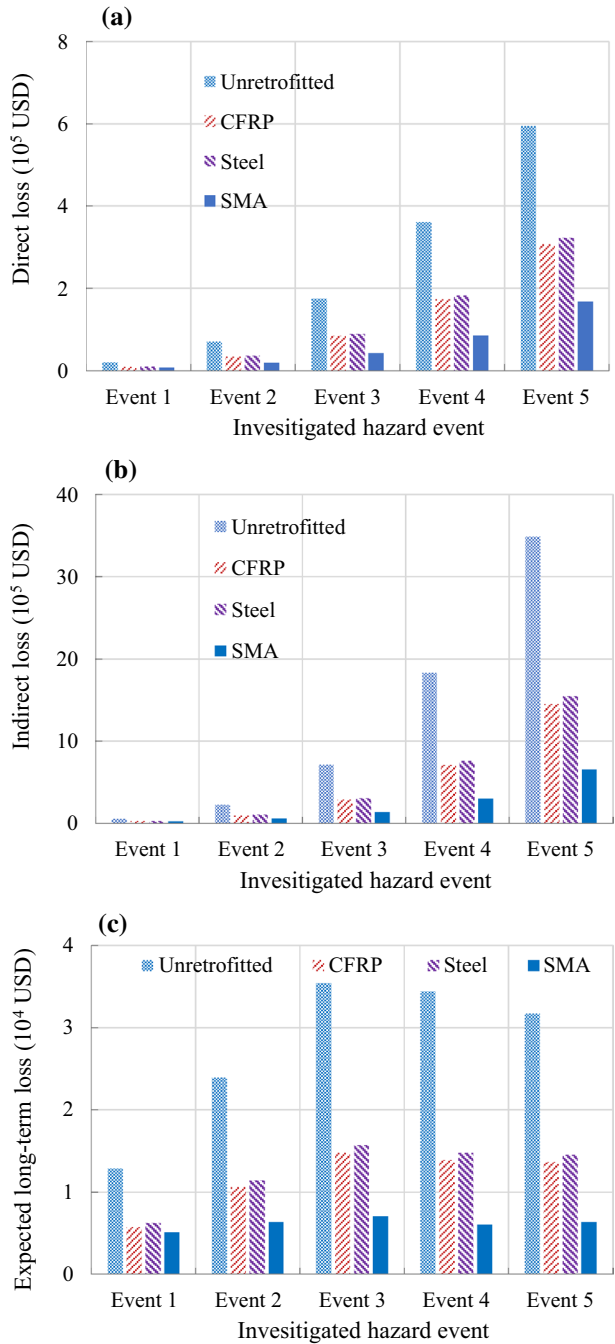 (a)
Direct loss (10⁵ USD)
8
6
4
2
0
Unretrofitted
CFRP
Steel
SMA
Event 1 Event 2 Event 3 Event 4 Event 5
Invesitigated hazard event
(b)
Indirect loss (10⁵ USD)
40
30
20
10
0
Unretrofitted
CFRP
Steel
SMA
Event 1 Event 2 Event 3 Event 4 Event 5
Invesitigated hazard event
(c)
Expected long-term loss (10⁴ USD)
4
3
2
1
0
Unretrofitted CFRP Steel SMA
Event 1 Event 2 Event 3 Event 4 Event 5
Invesitigated hazard event